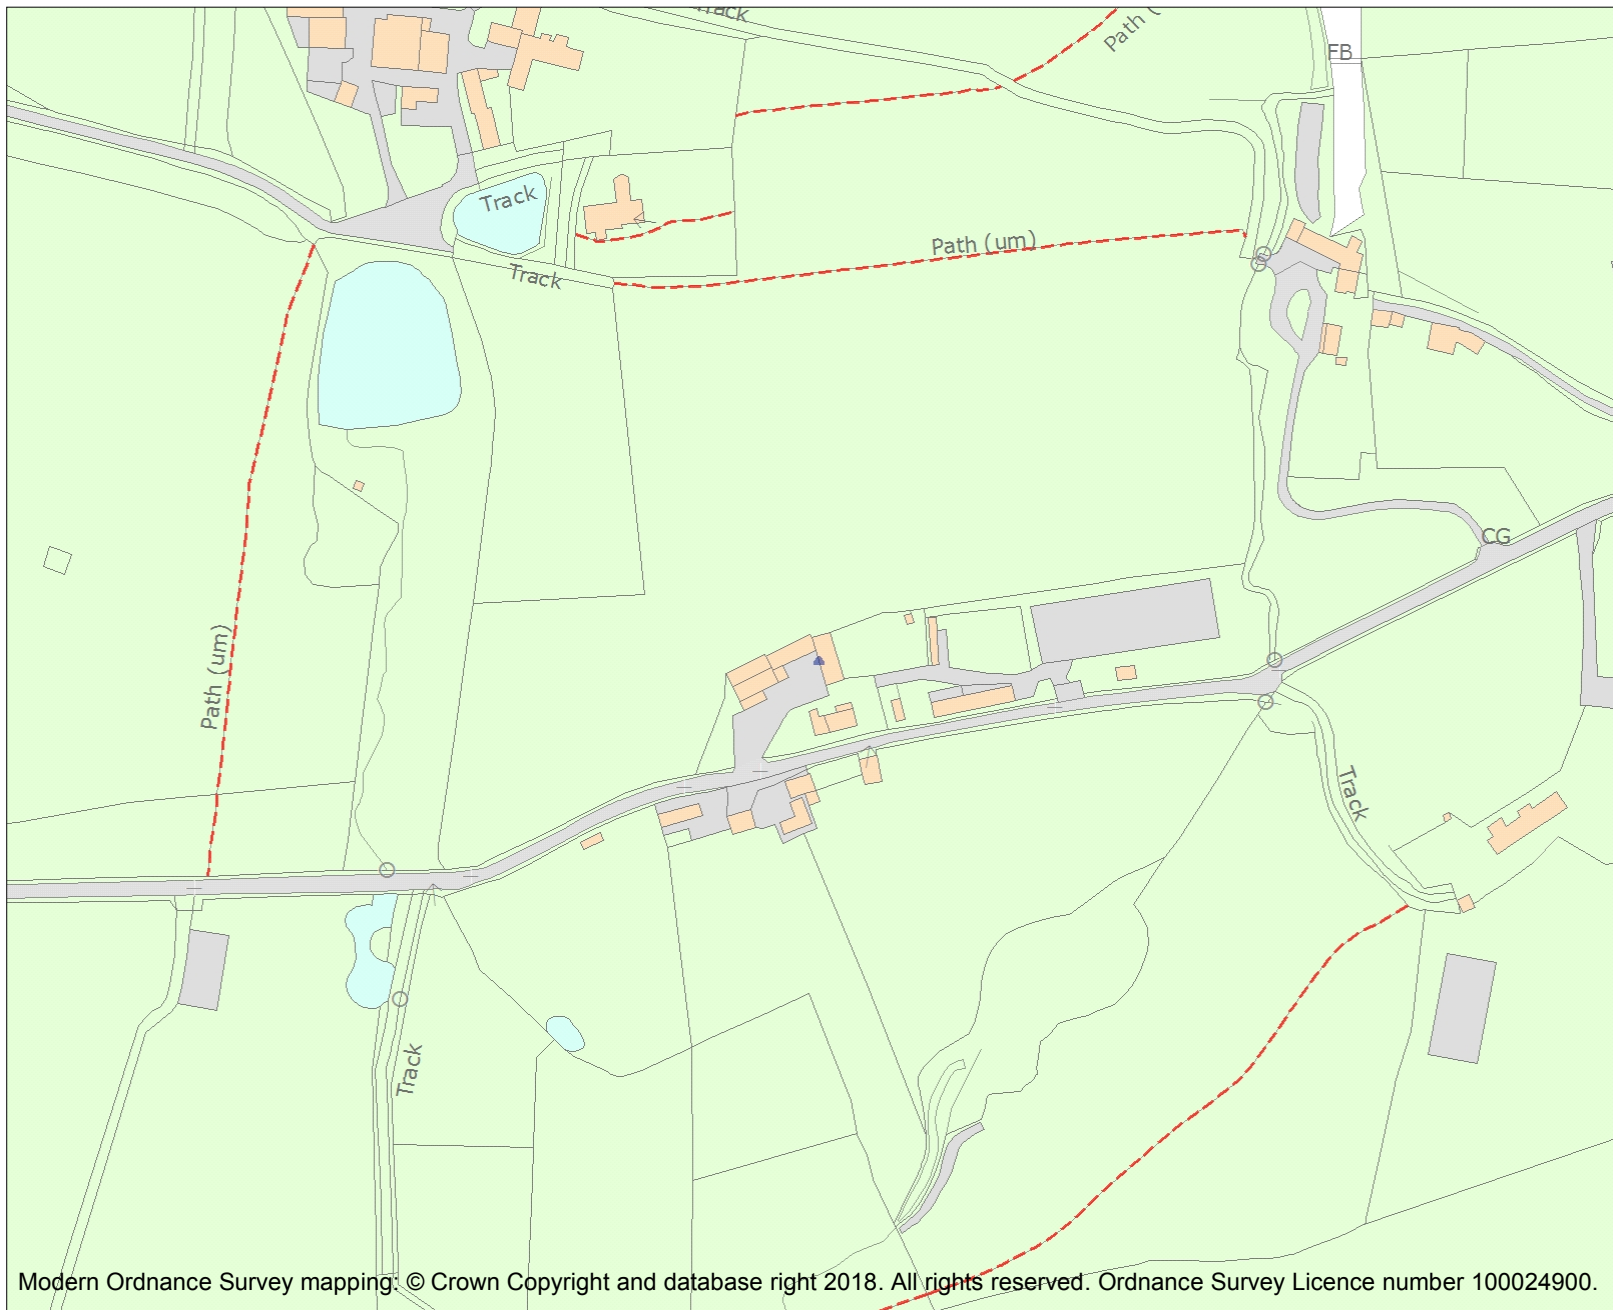 Track
Path (
FB
Track
Path (um)
Track
CG
Path (um)
Track
Track
Modern Ordnance Survey mapping: © Crown Copyright and database right 2018. All rights reserved. Ordnance Survey Licence number 100024900.